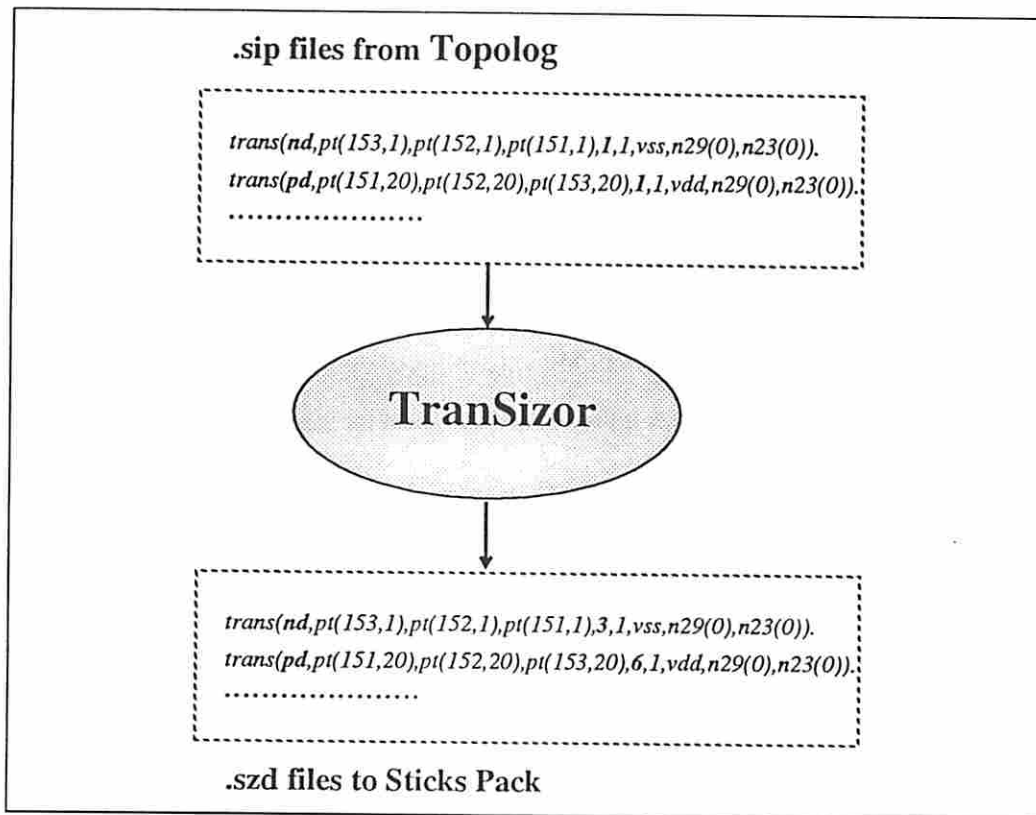 .sip files from Topolog
trans(nd,pt(153,1),pt(152,1),pt(151,1),1,1,vss,n29(0),n23(0)).
trans(pd,pt(151,20),pt(152,20),pt(153,20),1,1,vdd,n29(0),n23(0)).
.....................
TranSizor
trans(nd,pt(153,1),pt(152,1),pt(151,1),3,1,vss,n29(0),n23(0)).
trans(pd,pt(151,20),pt(152,20),pt(153,20),6,1,vdd,n29(0),n23(0)).
.....................
.szd files to Sticks Pack